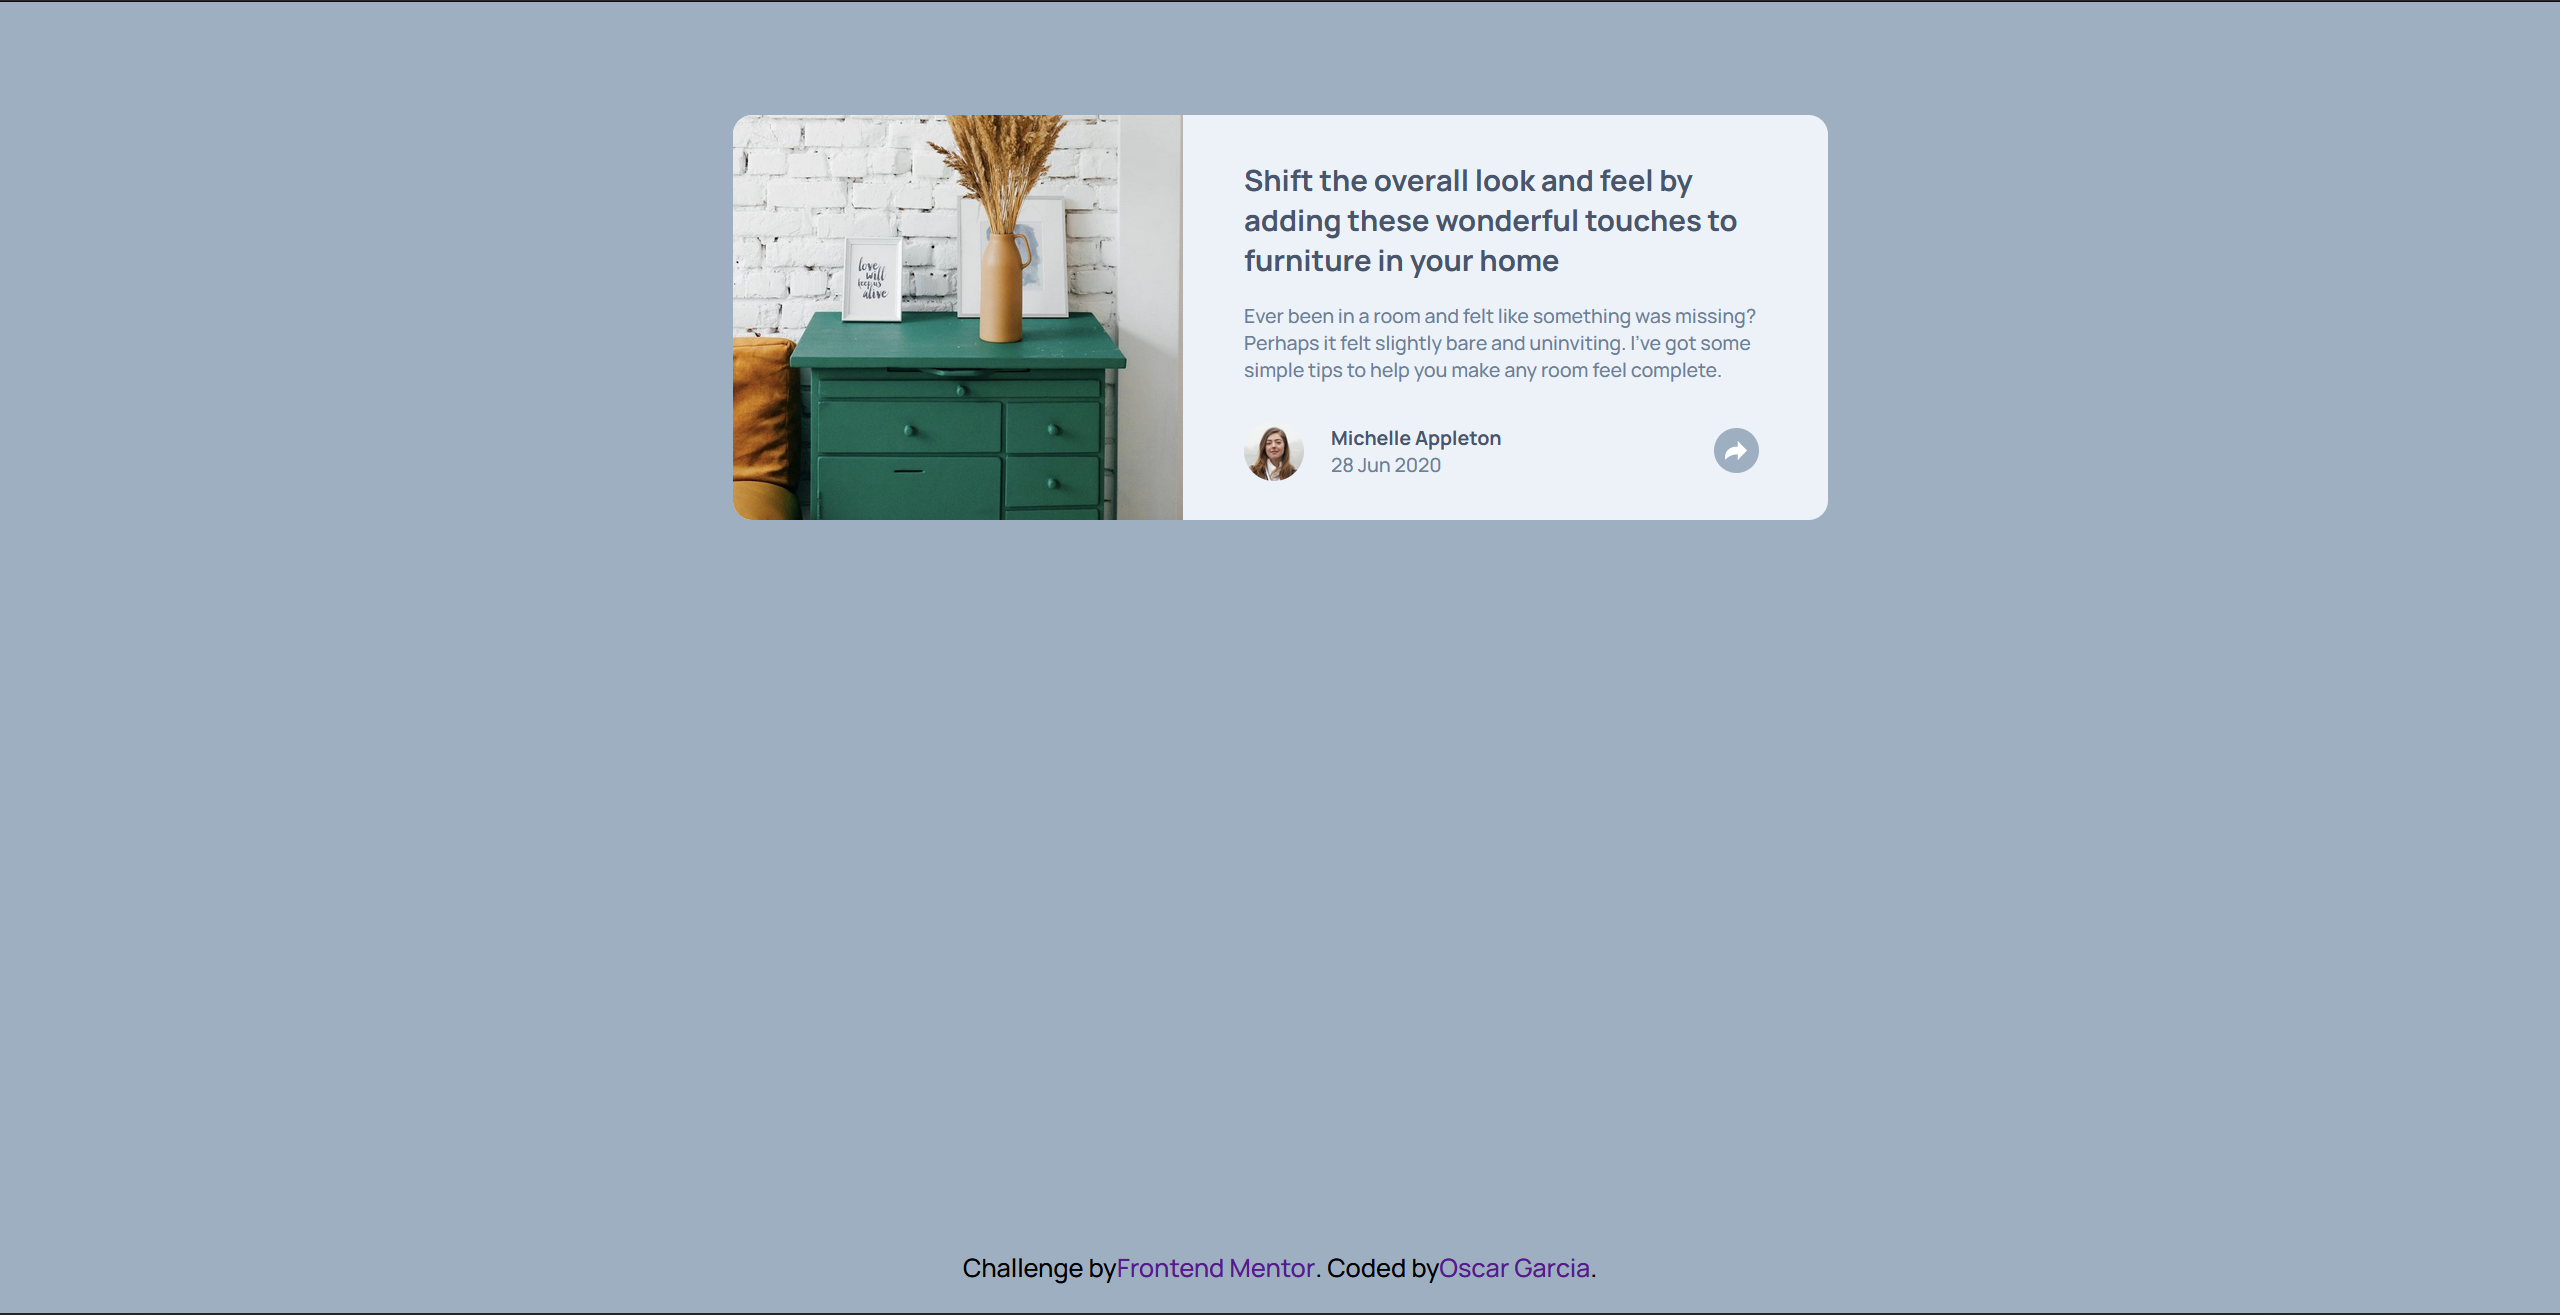 love
will
keep us
alive
Shift the overall look and feel by
adding these wonderful touches to
furniture in your home
Ever been in a room and felt like something was missing?
Perhaps it felt slightly bare and uninviting. I've got some
simple tips to help you make any room feel complete.
Michelle Appleton
28 Jun 2020
Challenge byFrontend Mentor. Coded byOscar Garcia.